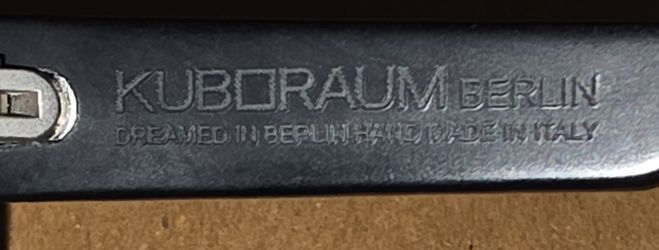 KUBORAUM BERLIN
DREAMED IN BERLIN HAND MADE IN ITALY